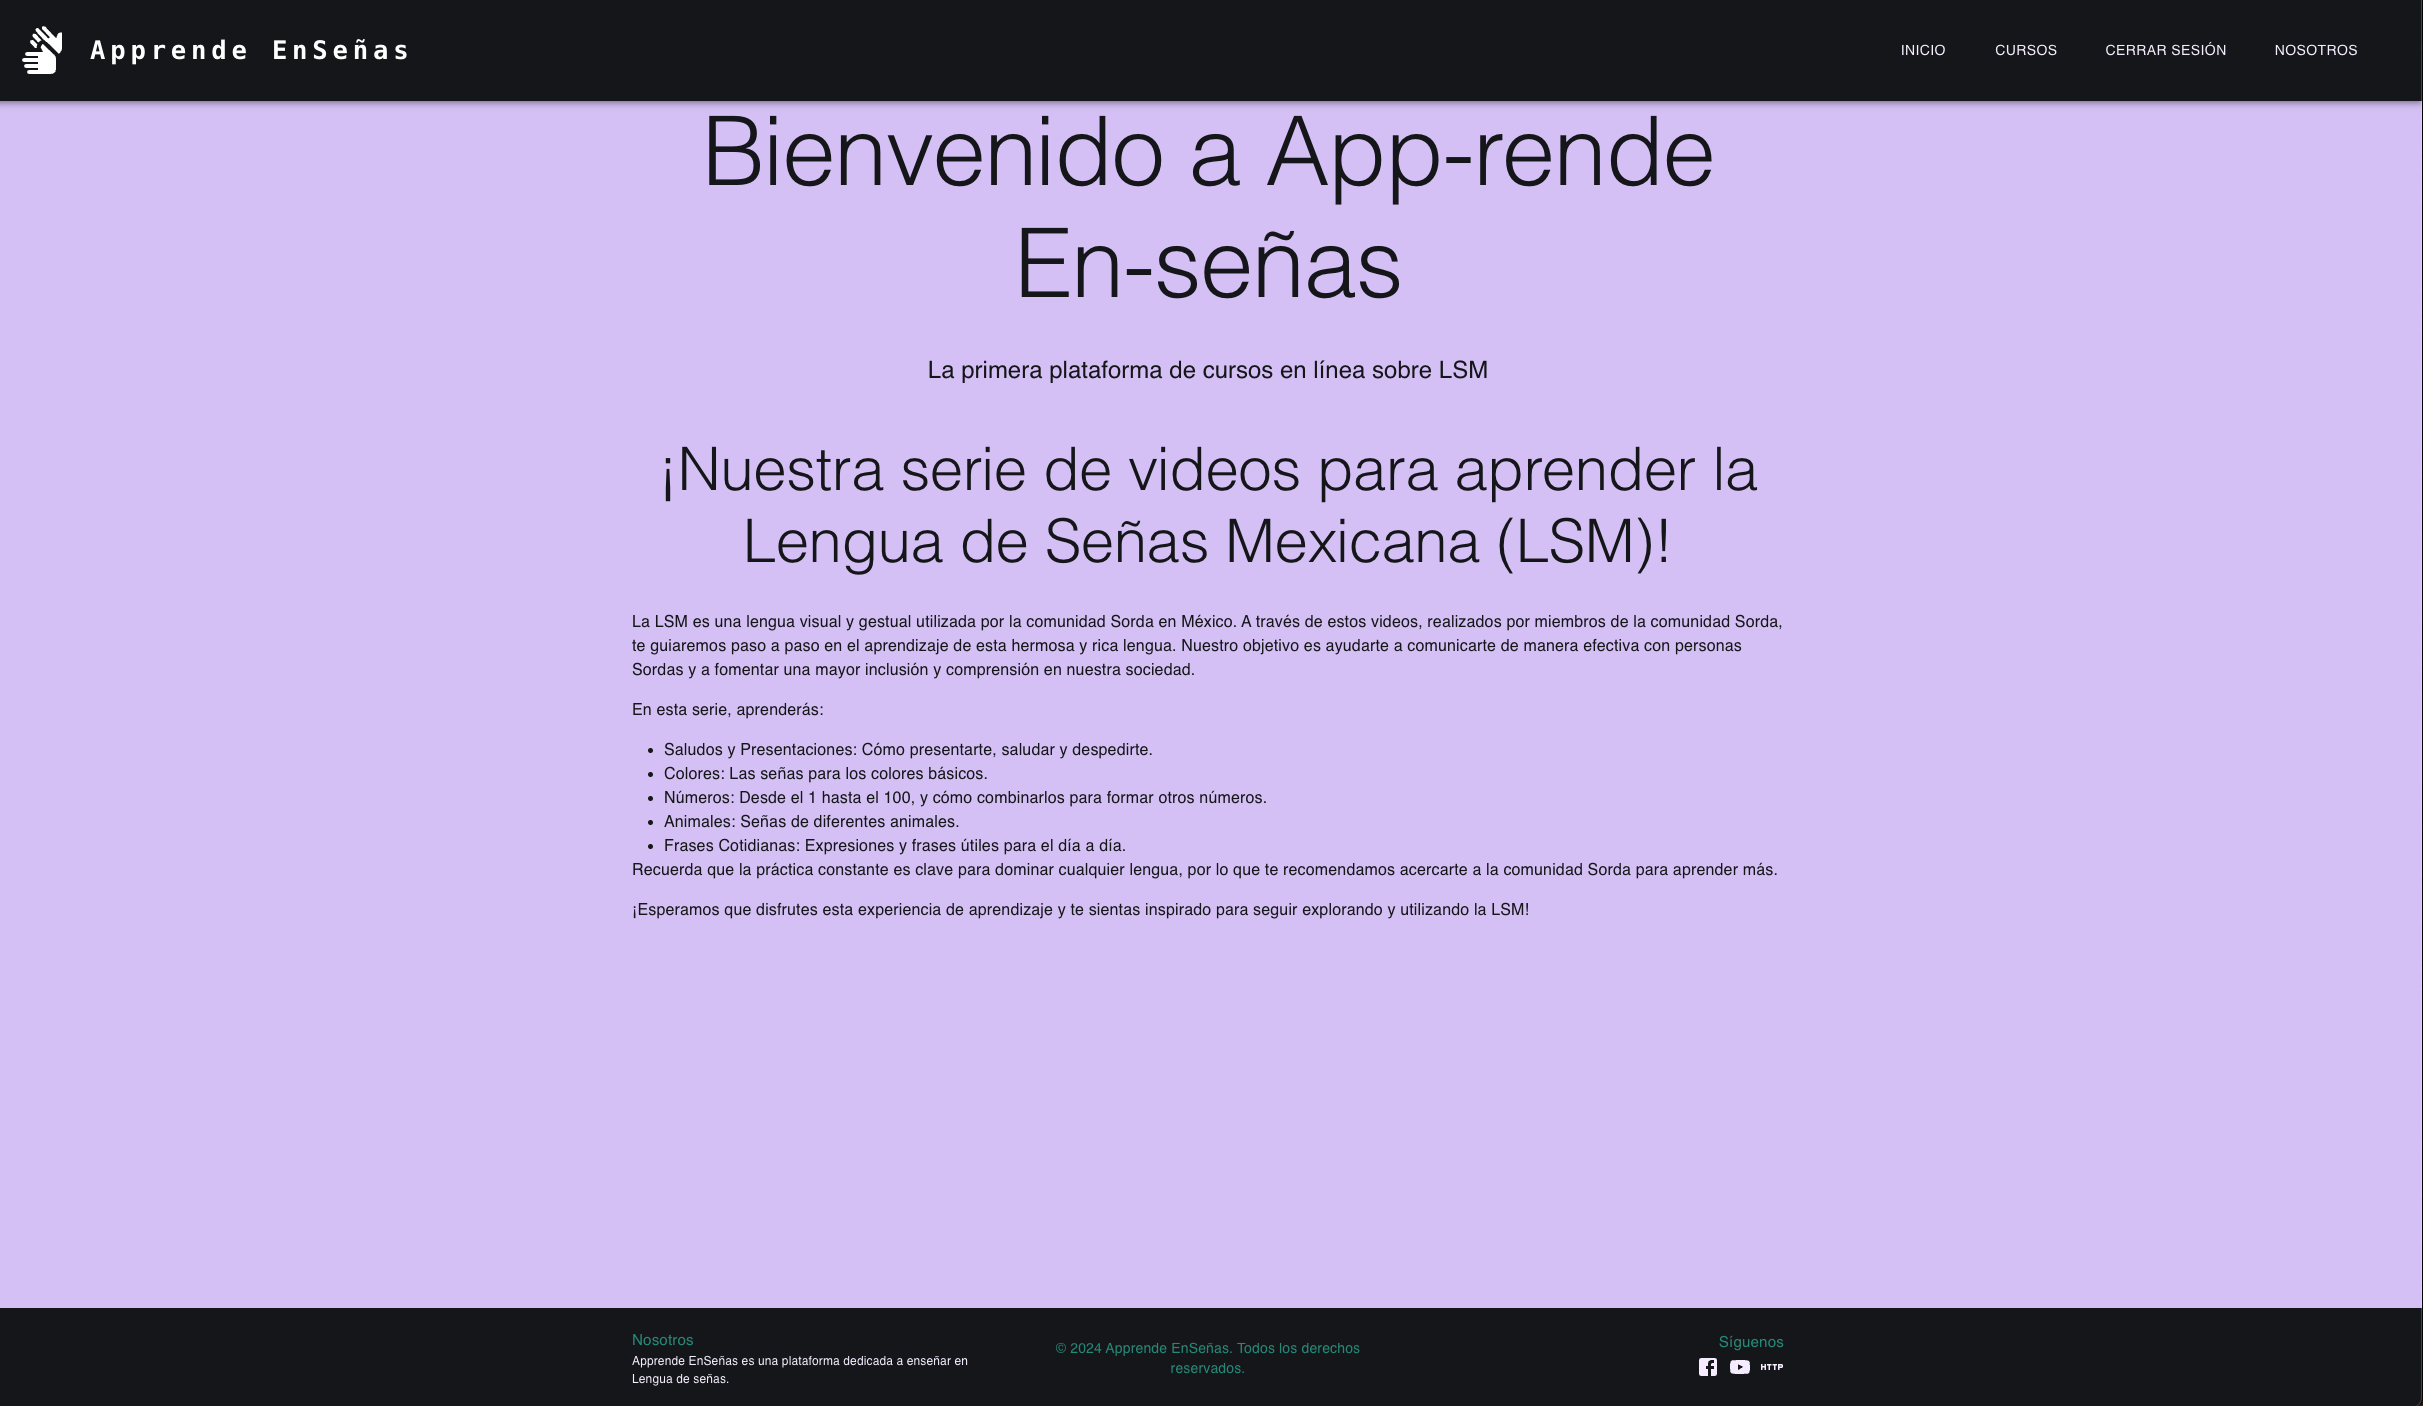 Apprende EnSeñas
INICIO
CURSOS
CERRAR SESIÓN
NOSOTROS
Bienvenido a App-rende
En-señas
La primera plataforma de cursos en línea sobre LSM
¡Nuestra serie de videos para aprender la
Lengua de Señas Mexicana (LSM)!
La LSM es una lengua visual y gestual utilizada por la comunidad Sorda en México. A través de estos videos, realizados por miembros de la comunidad Sorda,
te guiaremos paso a paso en el aprendizaje de esta hermosa y rica lengua. Nuestro objetivo es ayudarte a comunicarte de manera efectiva con personas
Sordas y a fomentar una mayor inclusión y comprensión en nuestra sociedad.
En esta serie, aprenderás:
• Saludos y Presentaciones: Cómo presentarte, saludar y despedirte.
• Colores: Las señas para los colores básicos.
• Números: Desde el 1 hasta el 100, y cómo combinarlos para formar otros números.
• Animales: Señas de diferentes animales.
• Frases Cotidianas: Expresiones y frases útiles para el día a día.
Recuerda que la práctica constante es clave para dominar cualquier lengua, por lo que te recomendamos acercarte a la comunidad Sorda para aprender más.
¡Esperamos que disfrutes esta experiencia de aprendizaje y te sientas inspirado para seguir explorando y utilizando la LSM!
Nosotros
Apprende EnSeñas es una plataforma dedicada a enseñar en
Lengua de señas.
© 2024 Apprende EnSeñas. Todos los derechos
reservados.
Síguenos
HTTP